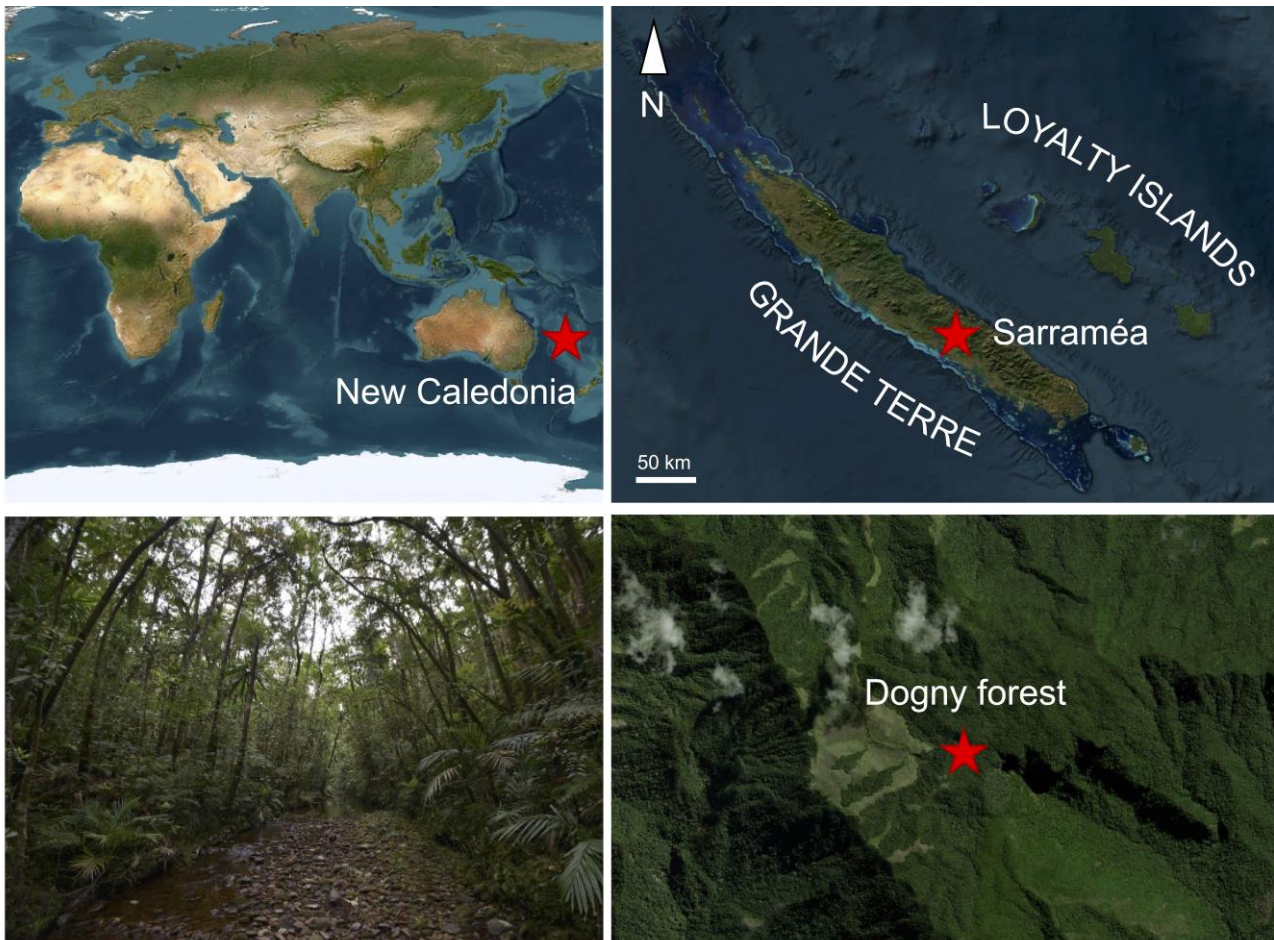 New Caledonia
N
LOYALTY ISLANDS
GRANDE TERRE
Sarraméa
50 km
Dogny forest